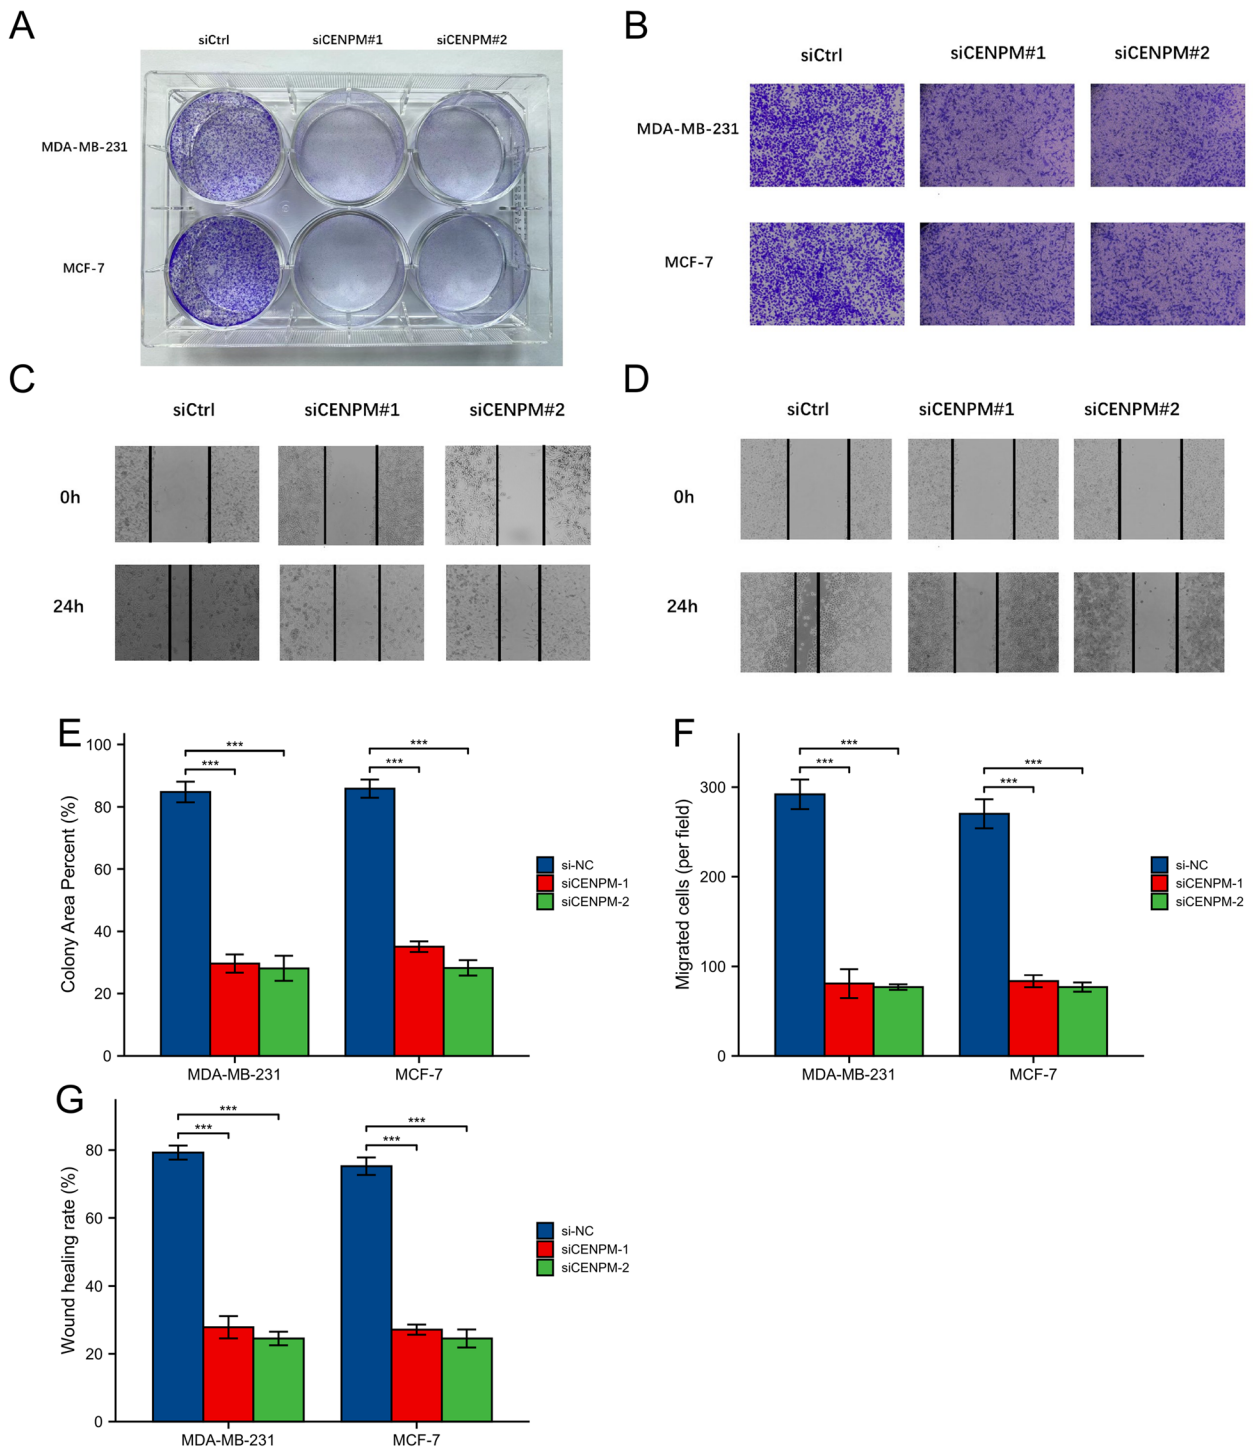 A
siCtrl siCENPM#1 siCENPM#2
MDA-MB-231
MCF-7
B
siCtrl siCENPM#1 siCENPM#2
MDA-MB-231
MCF-7
C
siCtrl siCENPM#1 siCENPM#2
0h
24h
D
siCtrl siCENPM#1 siCENPM#2
0h
24h
E
Colony Area Percent (%)
100
80
60
40
20
0
*** ***
*** ***
MDA-MB-231 MCF-7
si-NC
siCENPM-1
siCENPM-2
F
Migrated cells (per field)
300
200
100
0
*** ***
*** ***
MDA-MB-231 MCF-7
si-NC
siCENPM-1
siCENPM-2
G
Wound healing rate (%)
80
60
40
20
0
*** ***
*** ***
MDA-MB-231 MCF-7
si-NC
siCENPM-1
siCENPM-2